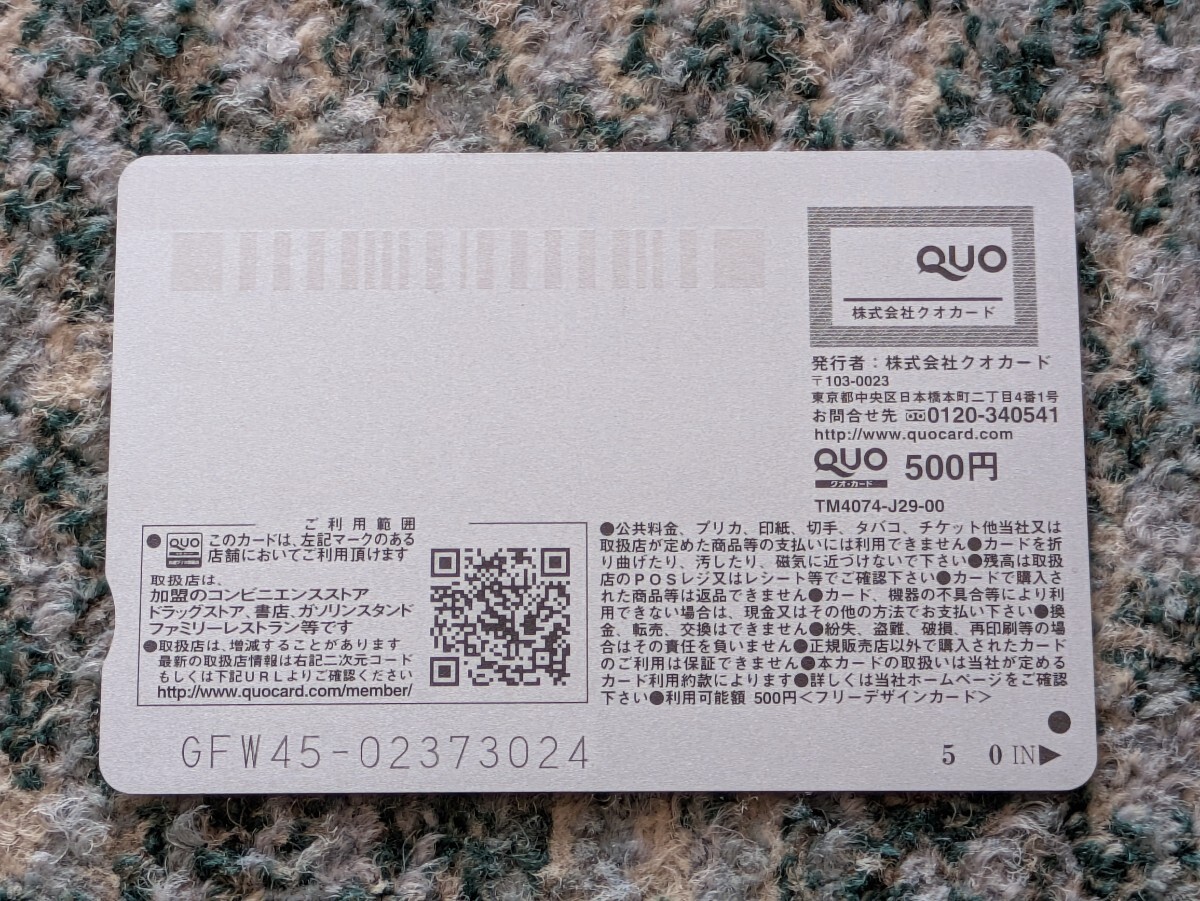 QUO
株式会社クオカード
発行者：株式会社クオカード
〒103-0023
東京都中央区日本橋本町二丁目4番1号
お問合せ先 0120-340541
http://www.quocard.com
QUO 500円
クオ・カード
TM4074-J29-00
ご利用範囲
●QUO このカードは、左記マークのある
店舗においてご利用頂けます
取扱店は、
加盟のコンビニエンスストア
ドラッグストア、書店、ガソリンスタンド
ファミリーレストラン等です
●取扱店は、増減することがあります
最新の取扱店情報は右記二次元コード
もしくは下記URLよりご確認ください
http://www.quocard.com/member/
●公共料金、プリカ、印紙、切手、タバコ、チケット他当社又は
取扱店が定めた商品等の支払いには利用できません●カードを折
り曲げたり、汚したり、磁気に近づけないで下さい●残高は取扱
店のPOSレジ又はレシート等でご確認下さい●カードで購入さ
れた商品等は返品できません●カード、機器の不具合等により利
用できない場合は、現金又はその他の方法でお支払い下さい●換
金、転売、交換はできません●紛失、盗難、破損、再印刷等の場
合はその責任を負いません●正規販売店以外で購入されたカード
のご利用は保証できません●本カードの取扱いは当社が定める
カード利用約款によります●詳しくは当社ホームページをご確認
下さい●利用可能額 500円＜フリーデザインカード＞
GFW45-02373024
5 0 IN▶